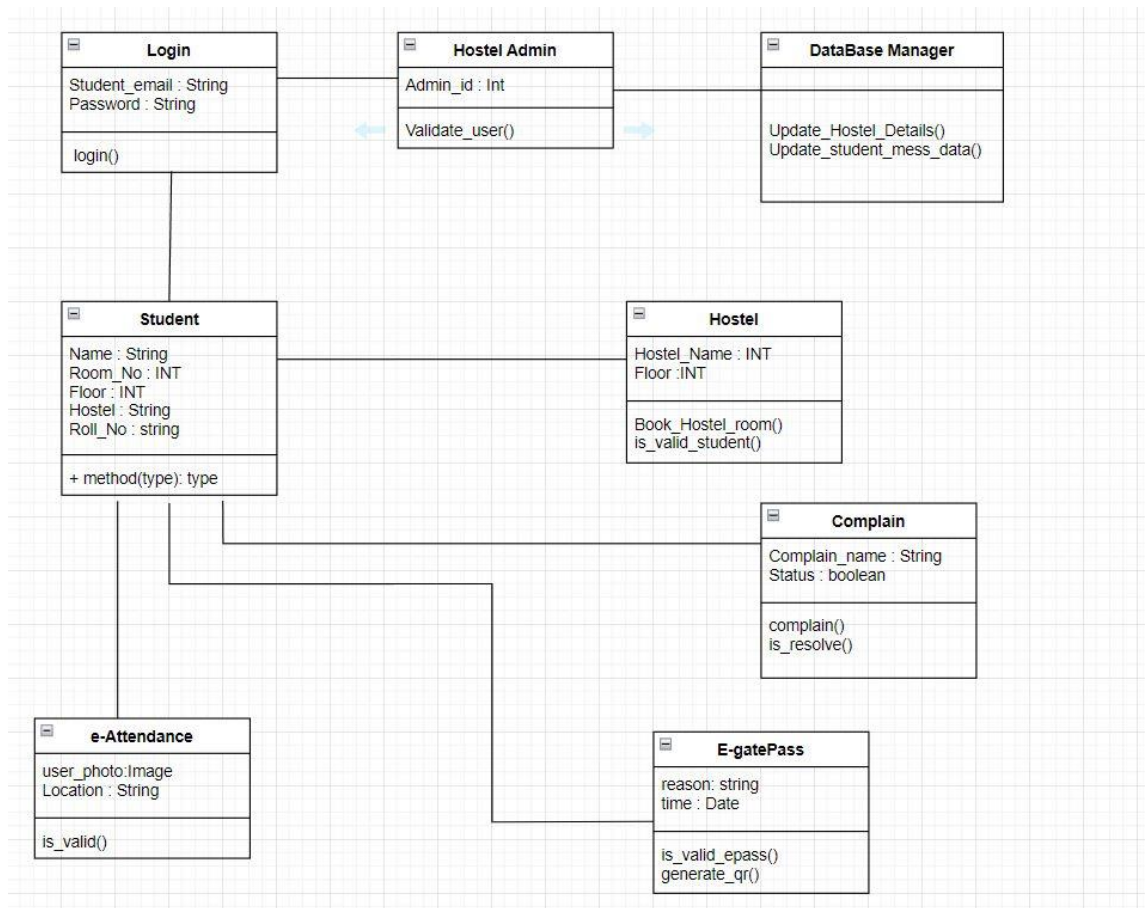 Login
Student_email : String
Password : String
login()
Hostel Admin
Admin_id : Int
Validate_user()
DataBase Manager
Update_Hostel_Details()
Update_student_mess_data()
Student
Name : String
Room_No : INT
Floor : INT
Hostel : String
Roll_No : string
+ method(type): type
Hostel
Hostel_Name : INT
Floor :INT
Book_Hostel_room()
is_valid_student()
Complain
Complain_name : String
Status : boolean
complain()
is_resolve()
e-Attendance
user_photo:Image
Location : String
is_valid()
E-gatePass
reason: string
time : Date
is_valid_epass()
generate_qr()